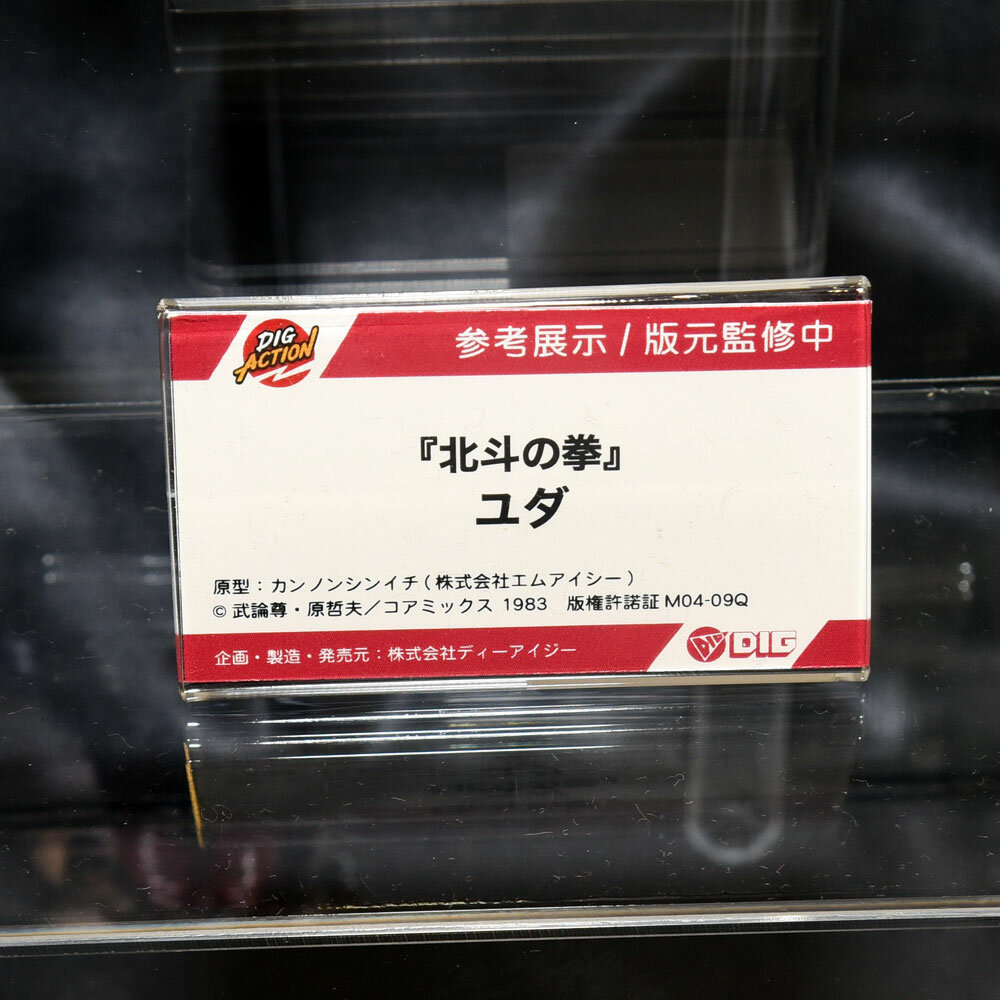 DIG
ACTION
参考展示 / 版元監修中
『北斗の拳』
ユダ
原型：カンノンシンイチ（株式会社エムアイシー）
© 武論尊・原哲夫／コアミックス 1983 版権許諾証 M04-09Q
企画・製造・発売元：株式会社ディーアイジー
DIG